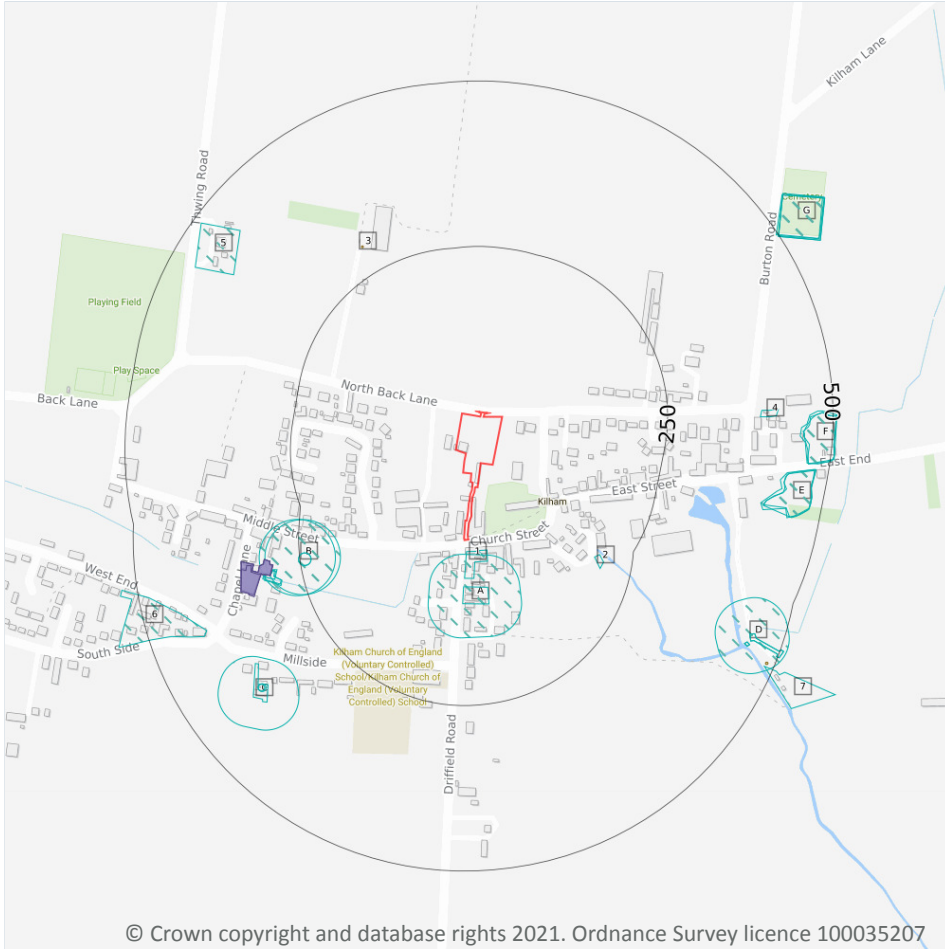 Kilham Lane
Thwing Road
Cemetery
G
5
3
Burton Road
Playing Field
Play Space
North Back Lane
Back Lane
250
500
4
F
East End
E
East Street
Kilham
Church Street
Middle Street
B
1
2
West End
Chapel Lane
A
6
D
South Side
Millside
Kilham Church of England
(Voluntary Controlled)
School/Kilham Church of
England (Voluntary
Controlled) School
7
Driffield Road
© Crown copyright and database rights 2021. Ordnance Survey licence 100035207